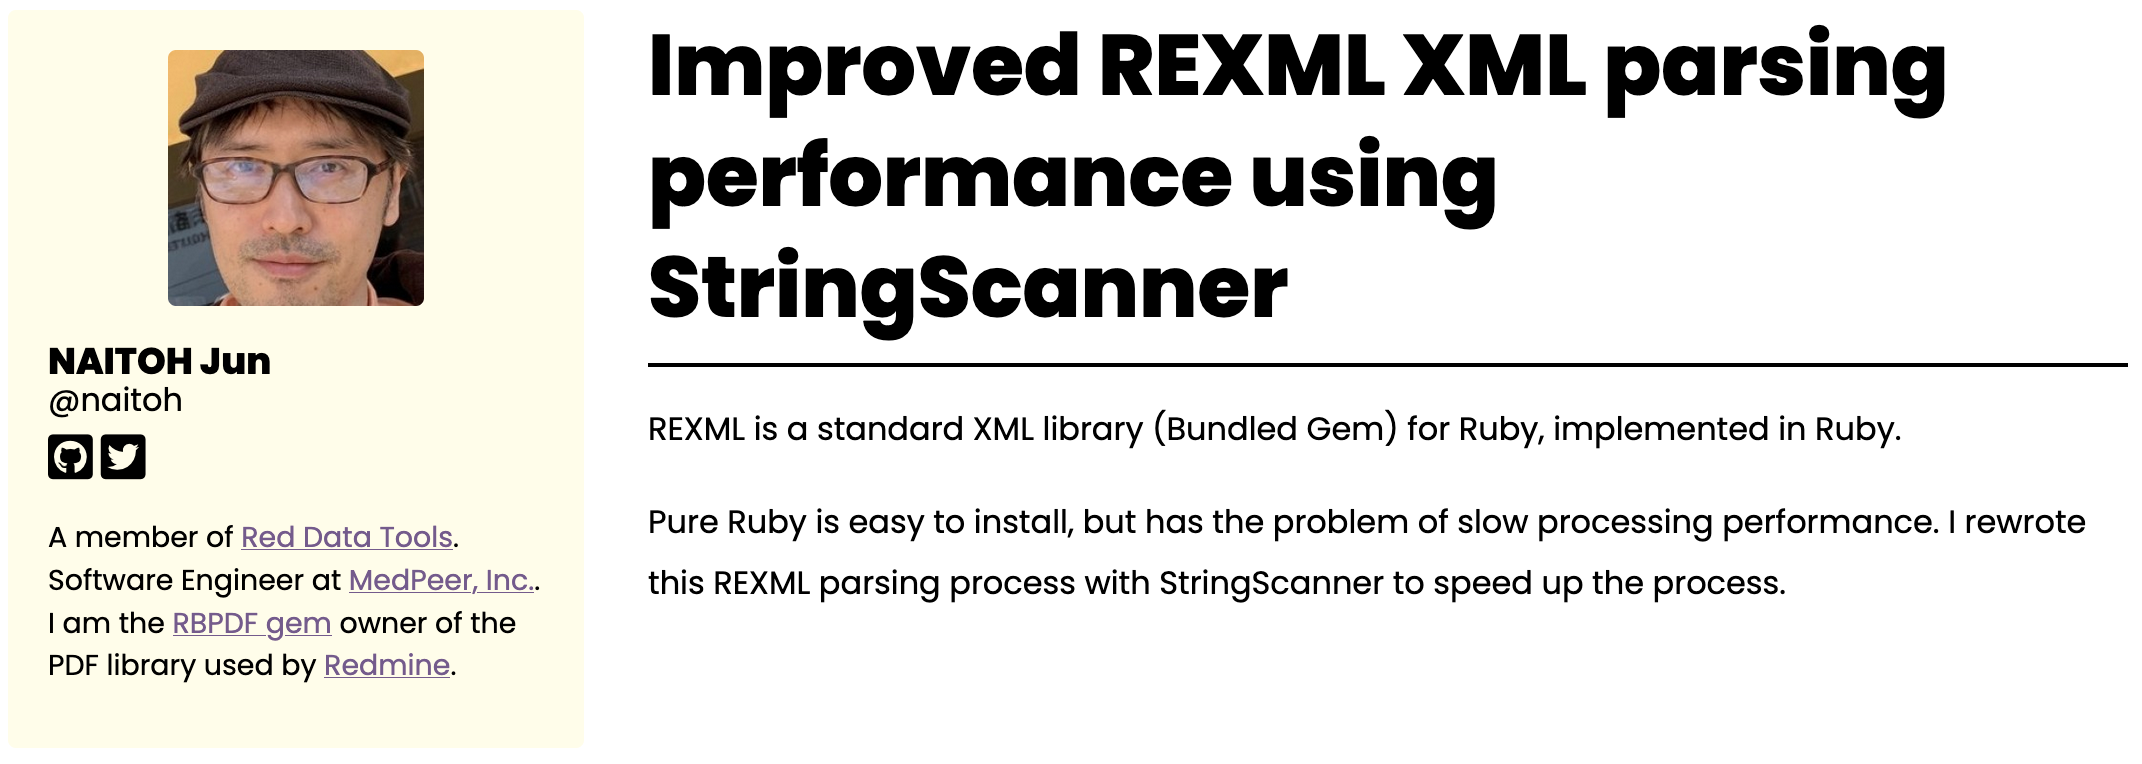 NAITOH Jun
@naitoh
A member of Red Data Tools.
Software Engineer at MedPeer, Inc..
I am the RBPDF gem owner of the
PDF library used by Redmine.
Improved REXML XML parsing
performance using
StringScanner
REXML is a standard XML library (Bundled Gem) for Ruby, implemented in Ruby.
Pure Ruby is easy to install, but has the problem of slow processing performance. I rewrote
this REXML parsing process with StringScanner to speed up the process.